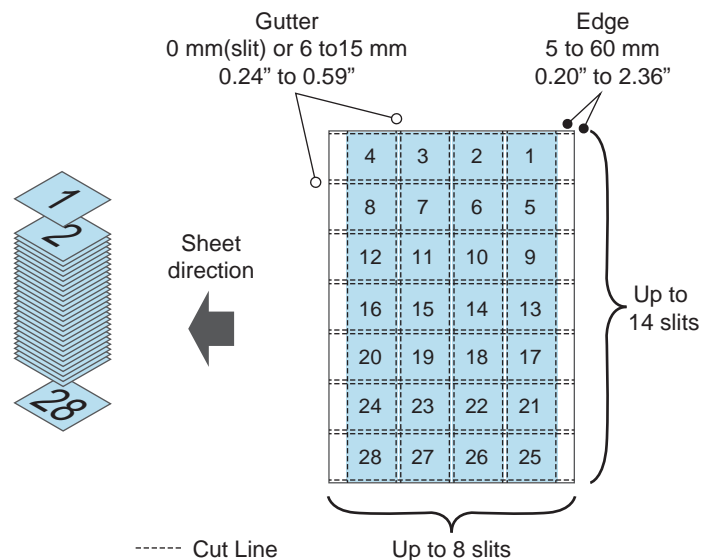 Gutter
0 mm(slit) or 6 to15 mm
0.24” to 0.59”
Edge
5 to 60 mm
0.20” to 2.36”
4 3 2 1
8 7 6 5
12 11 10 9
16 15 14 13
20 19 18 17
24 23 22 21
28 27 26 25
1
2
28
Sheet
direction
Up to
14 slits
Cut Line
Up to 8 slits